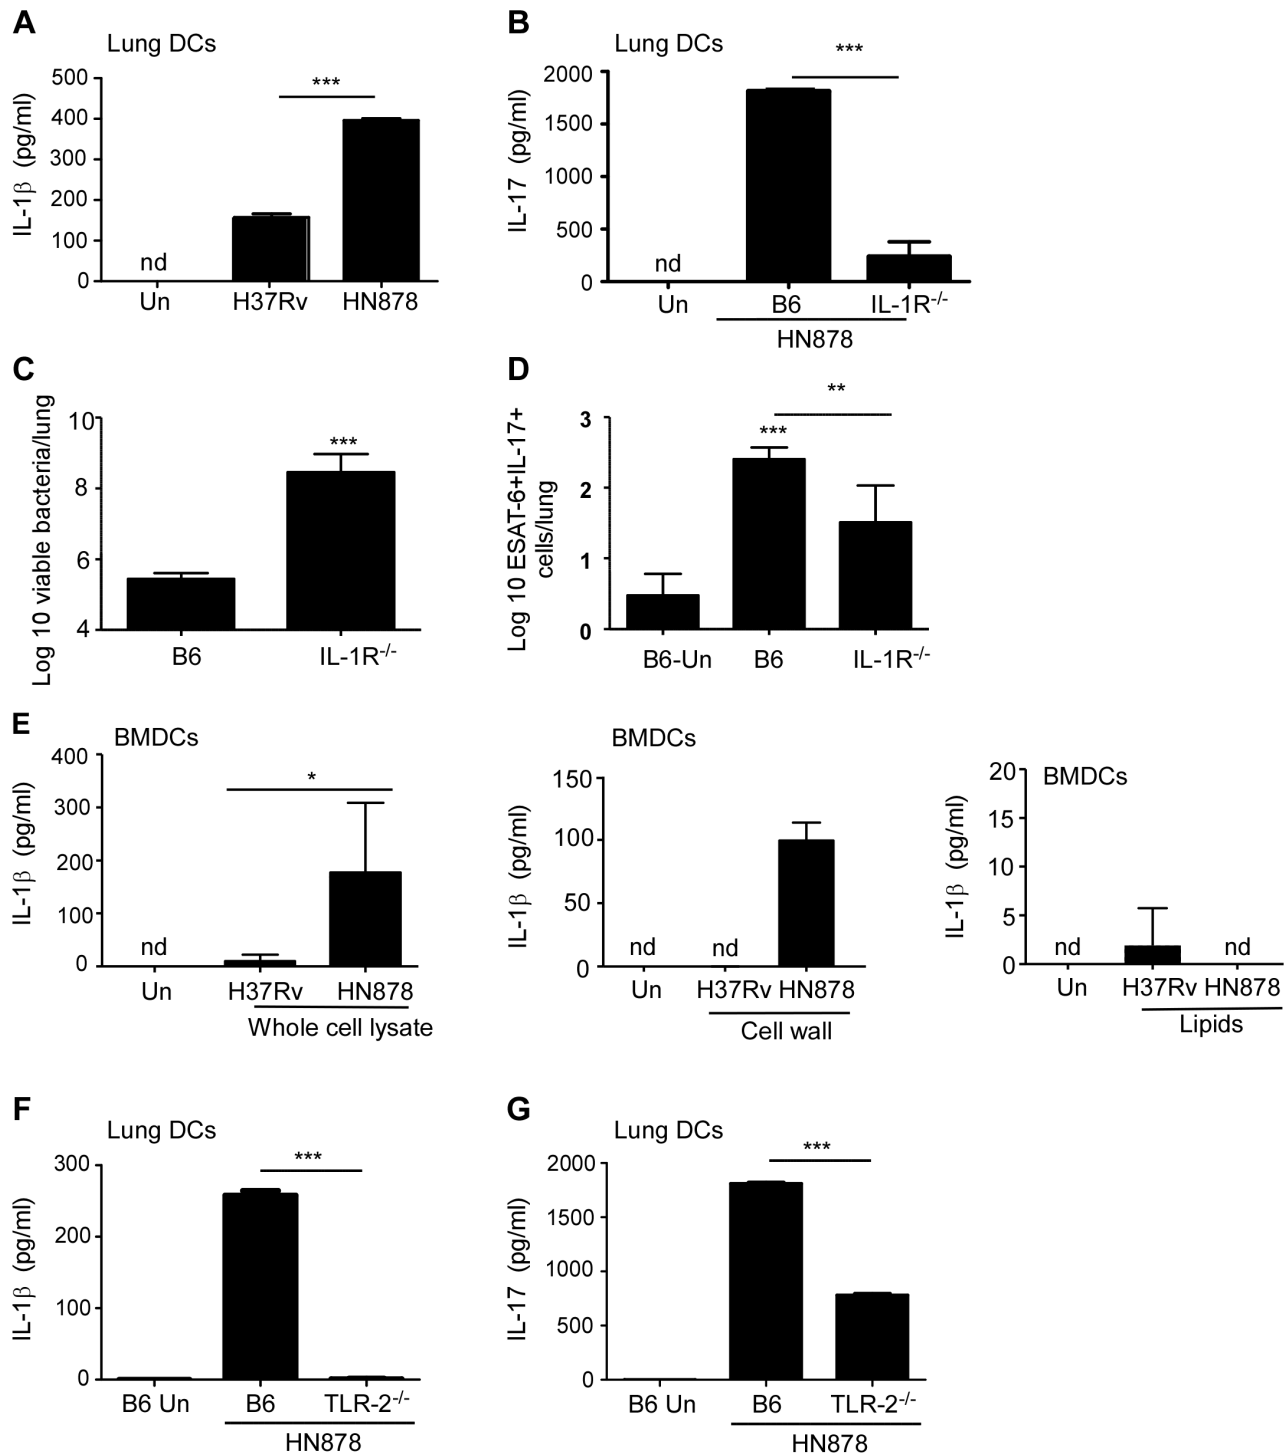 A
Lung DCs
IL-1β (pg/ml)
500
400
300
200
100
0
***
nd
Un
H37Rv
HN878
B
Lung DCs
IL-17 (pg/ml)
2000
1500
1000
500
0
***
nd
Un
B6
IL-1R-/-
HN878
C
Log 10 viable bacteria/lung
10
8
6
4
***
B6
IL-1R-/-
D
Log 10 ESAT-6+IL-17+
cells/lung
3
2
1
0
**
***
B6-Un
B6
IL-1R-/-
E
BMDCs
IL-1β (pg/ml)
400
300
200
100
0
*
nd
Un
H37Rv
HN878
Whole cell lysate
BMDCs
IL-1β (pg/ml)
150
100
50
0
nd
nd
Un
H37Rv
HN878
Cell wall
BMDCs
IL-1β (pg/ml)
20
15
10
5
0
nd
nd
Un
H37Rv
HN878
Lipids
F
Lung DCs
IL-1β (pg/ml)
300
200
100
0
***
B6 Un
B6
TLR-2-/-
HN878
G
Lung DCs
IL-17 (pg/ml)
2000
1500
1000
500
0
***
B6 Un
B6
TLR-2-/-
HN878